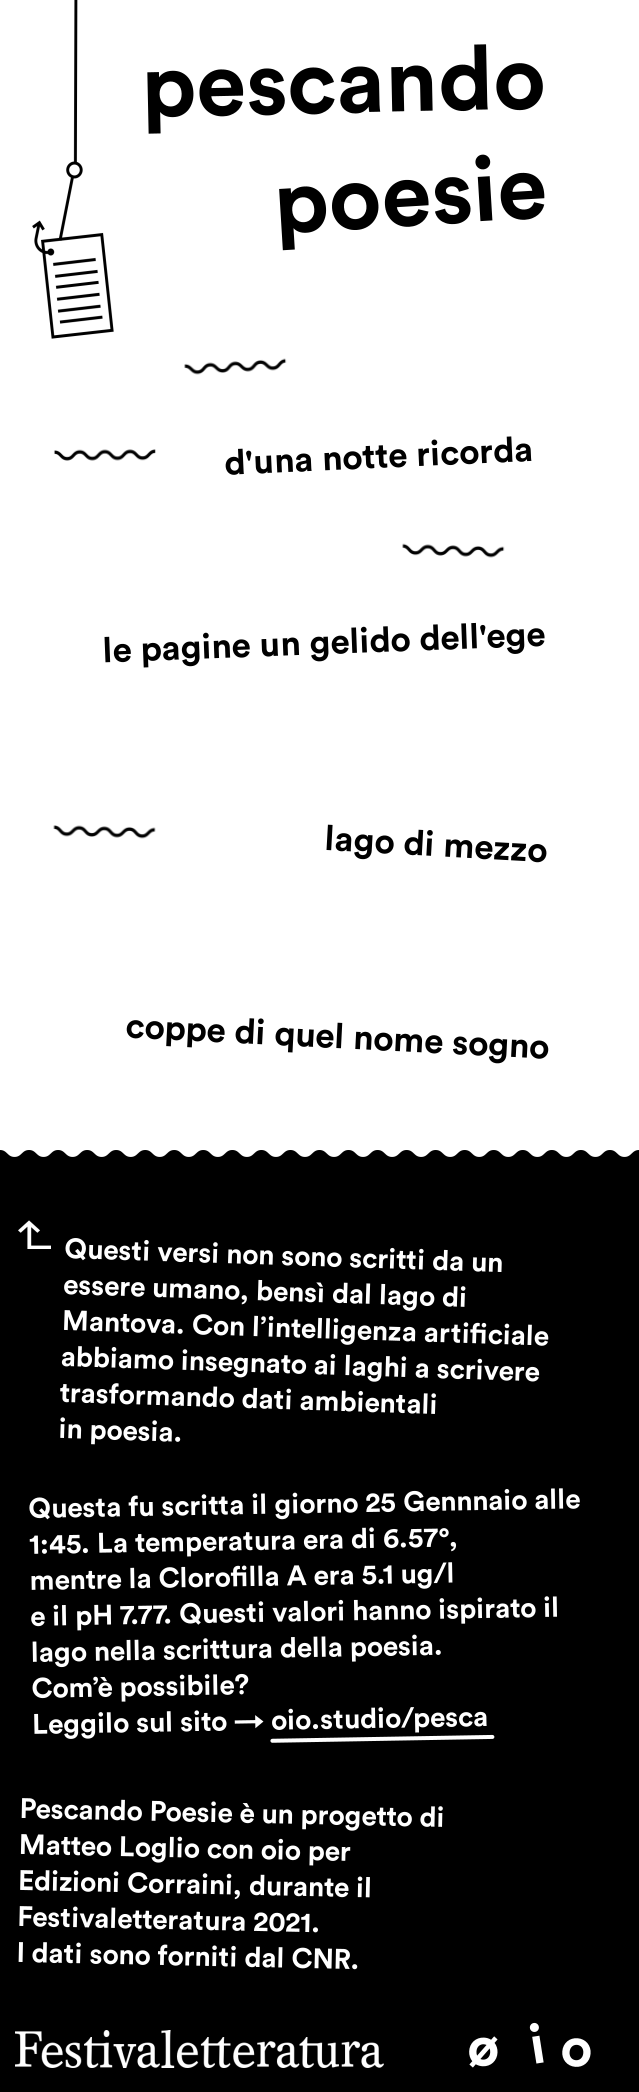 pescando
poesie
d'una notte ricorda
le pagine un gelido dell'ege
lago di mezzo
coppe di quel nome sogno
Questi versi non sono scritti da un
essere umano, bensì dal lago di
Mantova. Con l’intelligenza artificiale
abbiamo insegnato ai laghi a scrivere
trasformando dati ambientali
in poesia.
Questa fu scritta il giorno 25 Gennnaio alle
1:45. La temperatura era di 6.57°,
mentre la Clorofilla A era 5.1 ug/l
e il pH 7.77. Questi valori hanno ispirato il
lago nella scrittura della poesia.
Com’è possibile?
Leggilo sul sito → oio.studio/pesca
Pescando Poesie è un progetto di
Matteo Loglio con oio per
Edizioni Corraini, durante il
Festivaletteratura 2021.
I dati sono forniti dal CNR.
Festivaletteratura ø i o